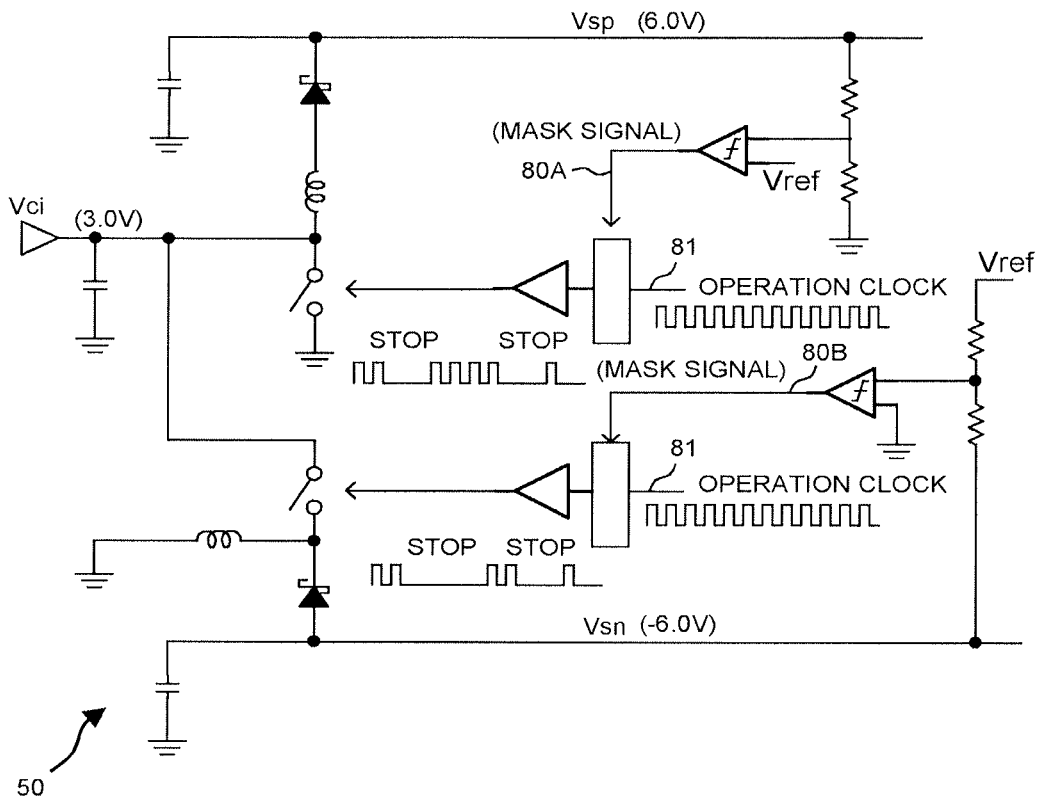 Vsp (6.0V)
(MASK SIGNAL)
80A
Vref
Vci (3.0V)
81
OPERATION CLOCK
Vref
STOP STOP
(MASK SIGNAL)
80B
81
OPERATION CLOCK
STOP STOP
Vsn (-6.0V)
50